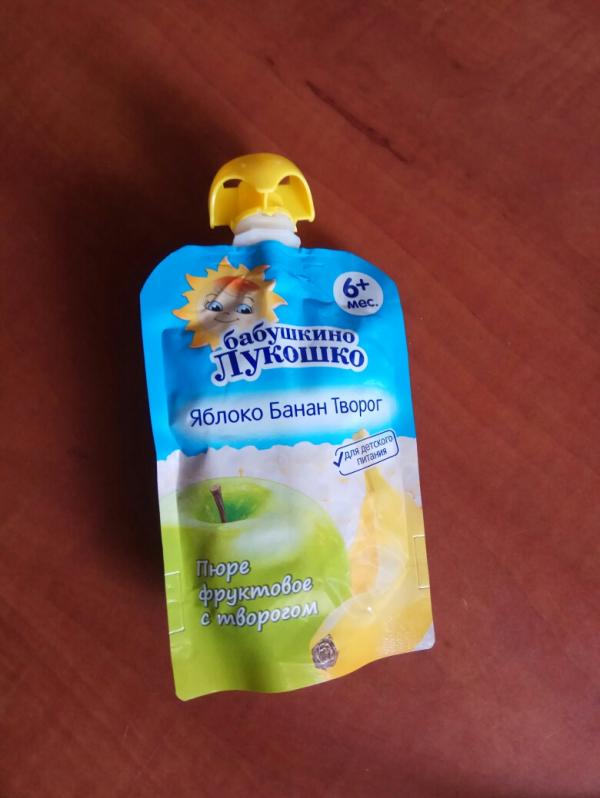 6+
мес.
бабушкино
Лукошко
Яблоко Банан Творог
для детского
питания
Пюре
фруктовое
с творогом